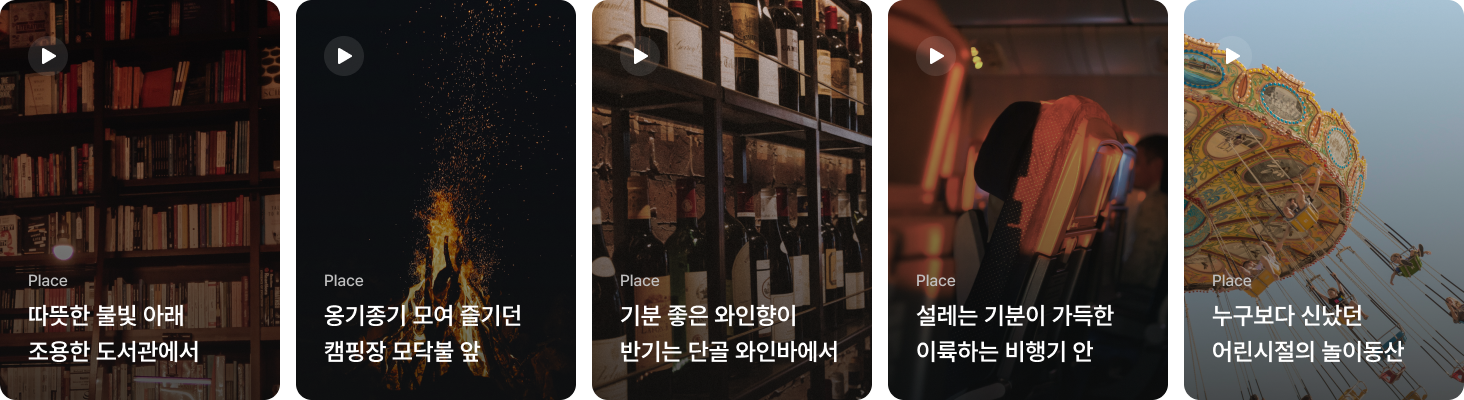 Place
따뜻한 불빛 아래
조용한 도서관에서
Place
옹기종기 모여 즐기던
캠핑장 모닥불 앞
Place
기분 좋은 와인향이
반기는 단골 와인바에서
Place
설레는 기분이 가득한
이륙하는 비행기 안
Place
누구보다 신났던
어린시절의 놀이동산